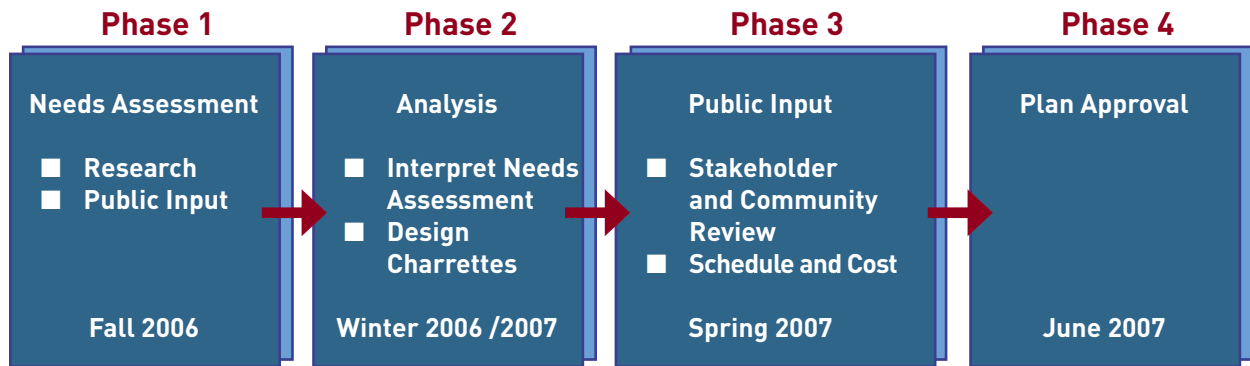 Phase 1
Needs Assessment
■ Research
■ Public Input
Fall 2006
Phase 2
Analysis
■ Interpret Needs
Assessment
■ Design
Charrettes
Winter 2006 /2007
Phase 3
Public Input
■ Stakeholder
and Community
Review
■ Schedule and Cost
Spring 2007
Phase 4
Plan Approval
June 2007